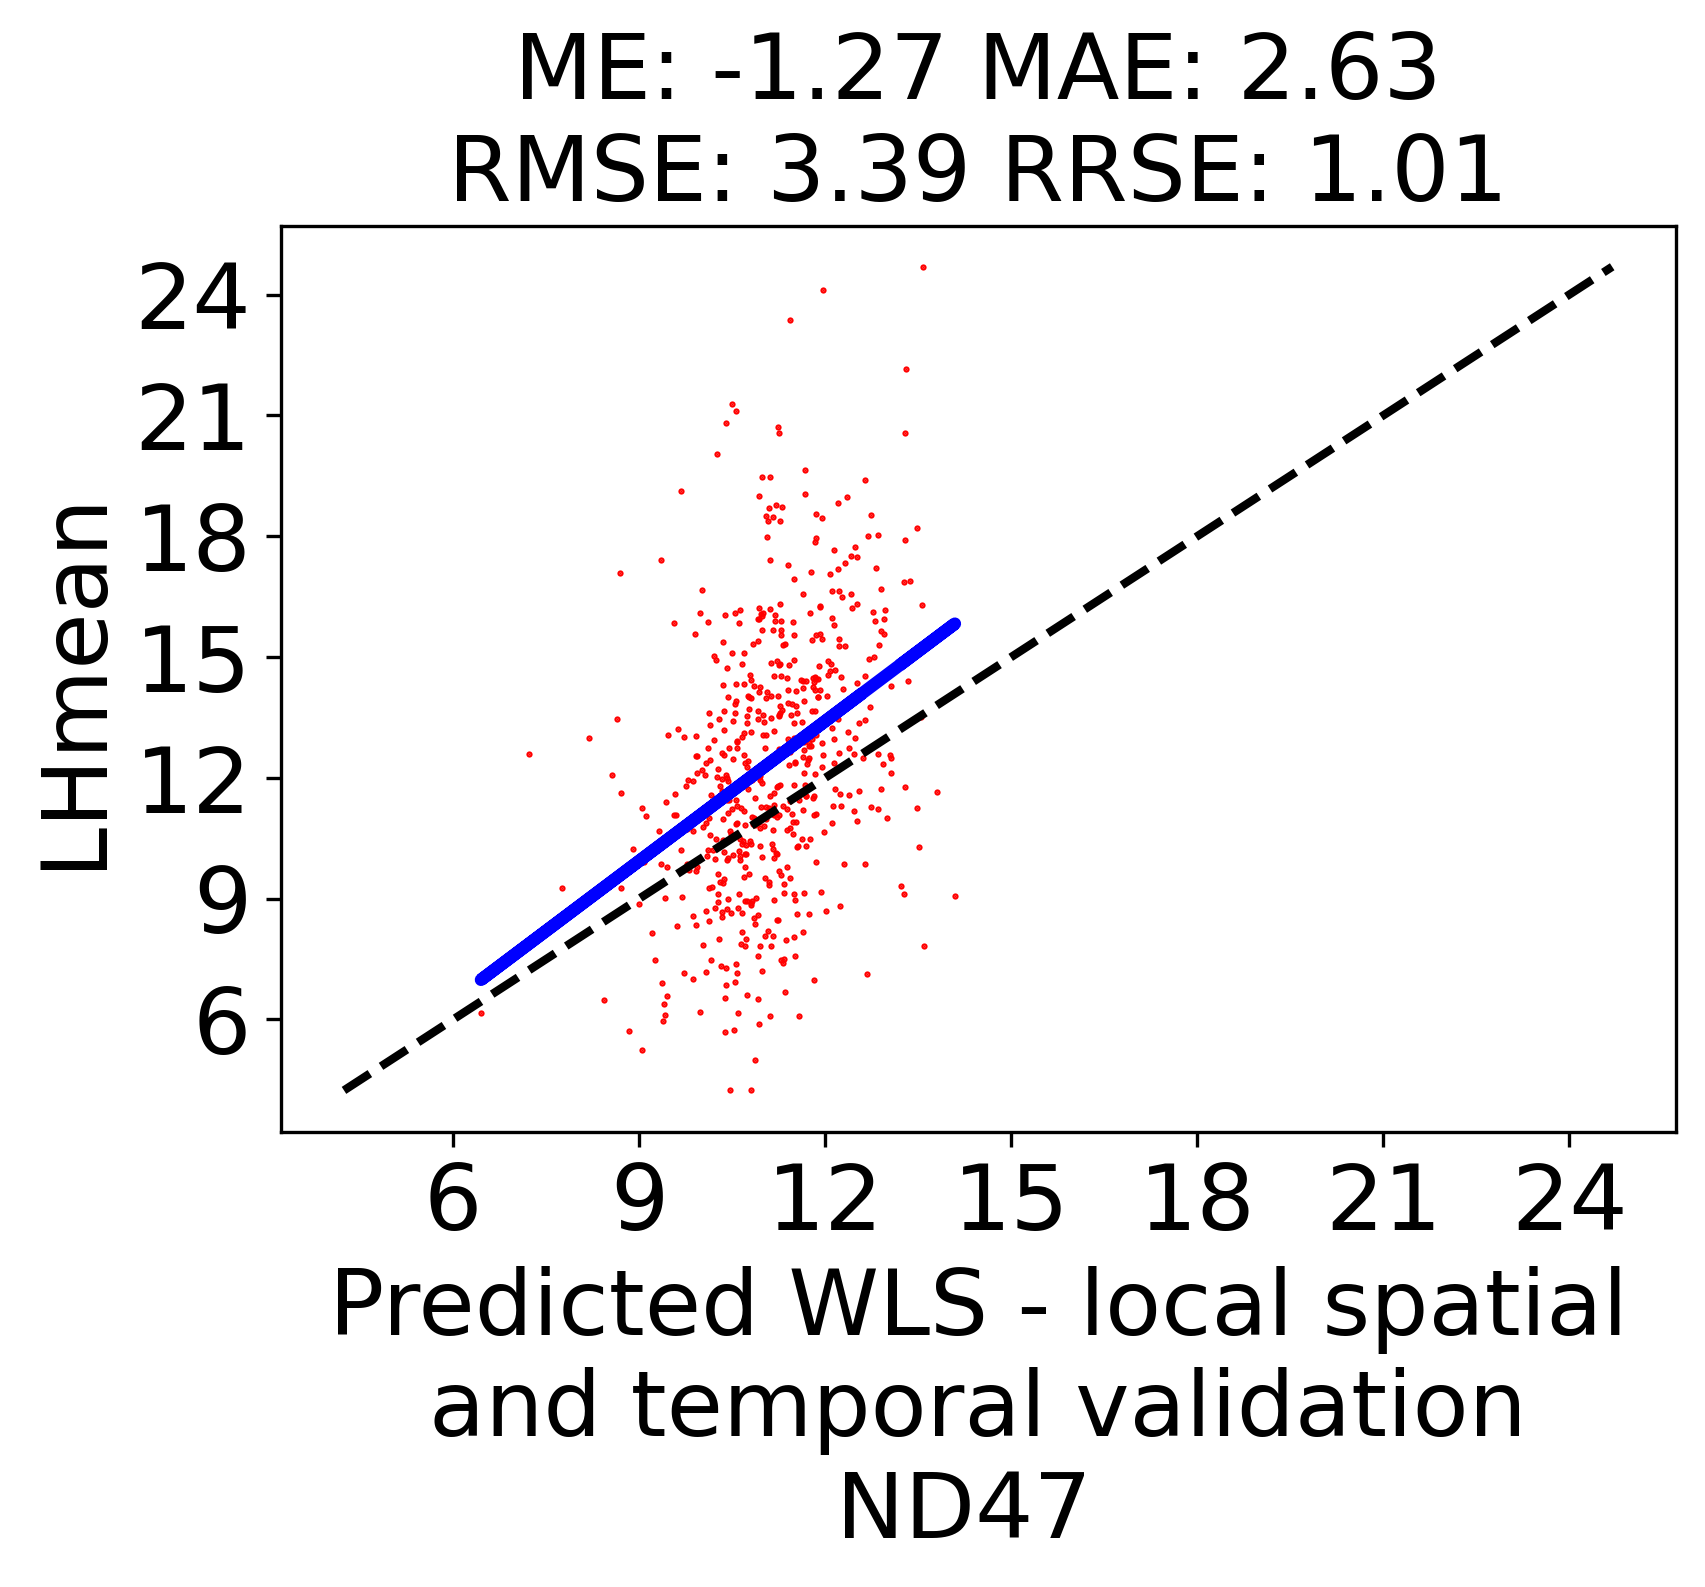 ME: -1.27 MAE: 2.63
RMSE: 3.39 RRSE: 1.01
24
21
18
15
12
9
6
LHmean
6 9 12 15 18 21 24
Predicted WLS - local spatial
and temporal validation
ND47